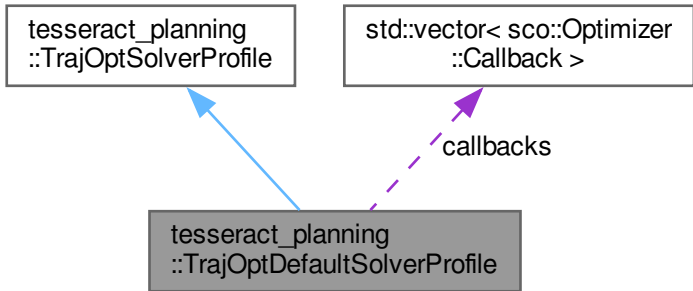 tesseract_planning
::TrajOptSolverProfile
std::vector< sco::Optimizer
::Callback >
callbacks
tesseract_planning
::TrajOptDefaultSolverProfile